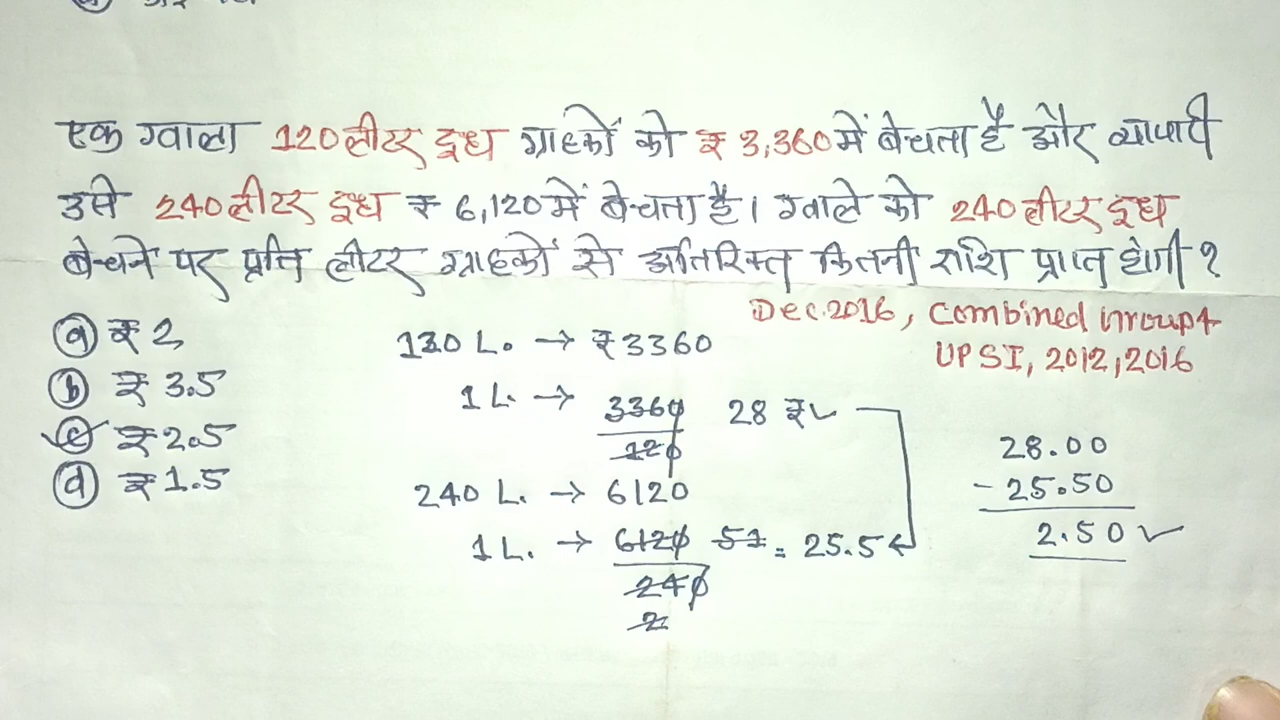 एक ग्वाला 120 लीटर दूध ग्राहकों को ₹ 3,360 में बेचता है और व्यापारी
उसे 240 लीटर दूध ₹ 6,120 में बेचता है। ग्वाले को 240 लीटर दूध
बेचने पर प्रति लीटर ग्राहकों से अतिरिक्त कितनी राशि प्राप्त होगी ?
Dec.2016, Combined Group 4
UPSI, 2012, 2016
(a) ₹ 2
(b) ₹ 3.5
(c) ₹ 2.5
(d) ₹ 1.5
120 L. → ₹ 3360
1 L. → 3360 28 ₹ ✓
120
240 L. → 6120
1 L. → 6120 51 = 25.5
240
2
28.00
- 25.50
2.50 ✓